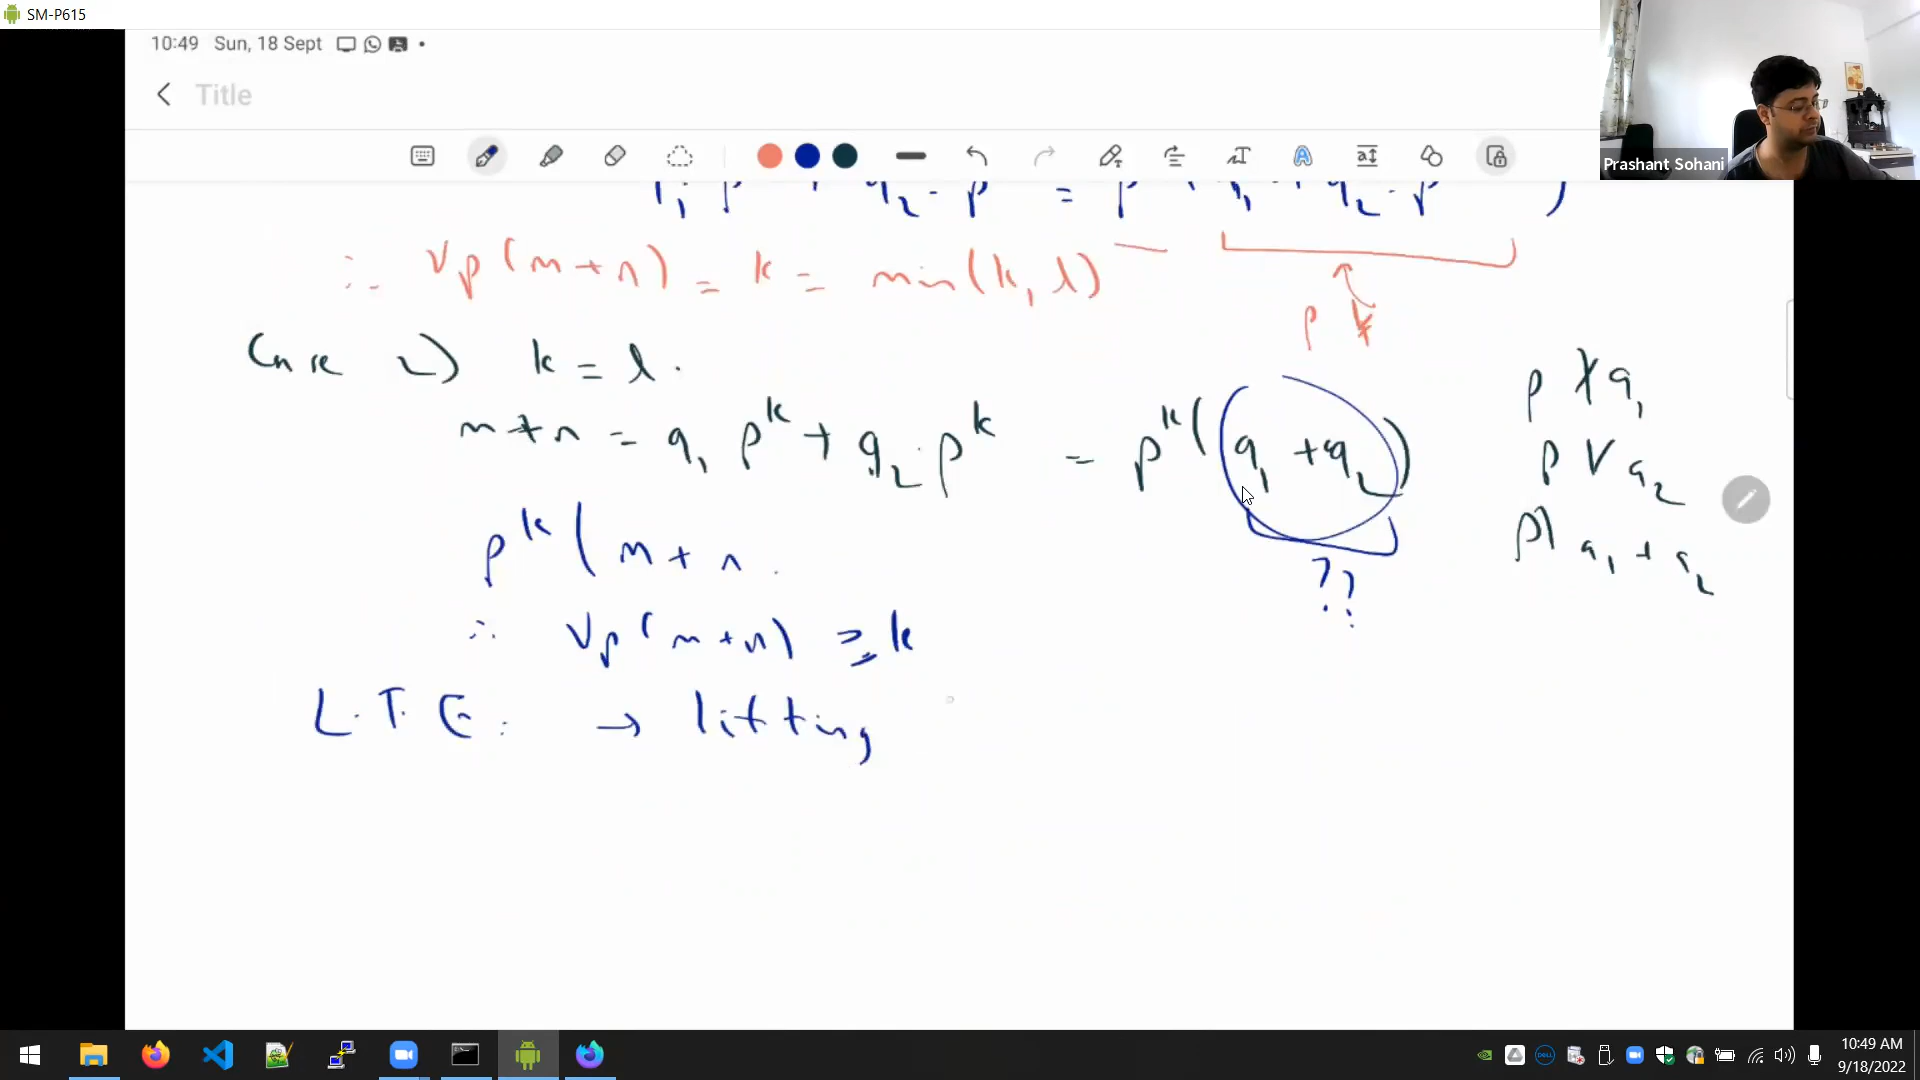 SM-P615
10:49 Sun, 18 Sept
Title
Prashant Sohani
∴ Vp(m+n) = k = min(k, l)
p ∤
Case 2) k = l.
m+n = q₁ p^k + q₂·p^k = p^k(q₁ + q₂)
p ∤ q₁
p ∤ q₂
p| q₁ + q₂
p^k | m + n.
??
∴ Vp(m+n) ≥ k
L.T.E. → lifting
10:49 AM
9/18/2022